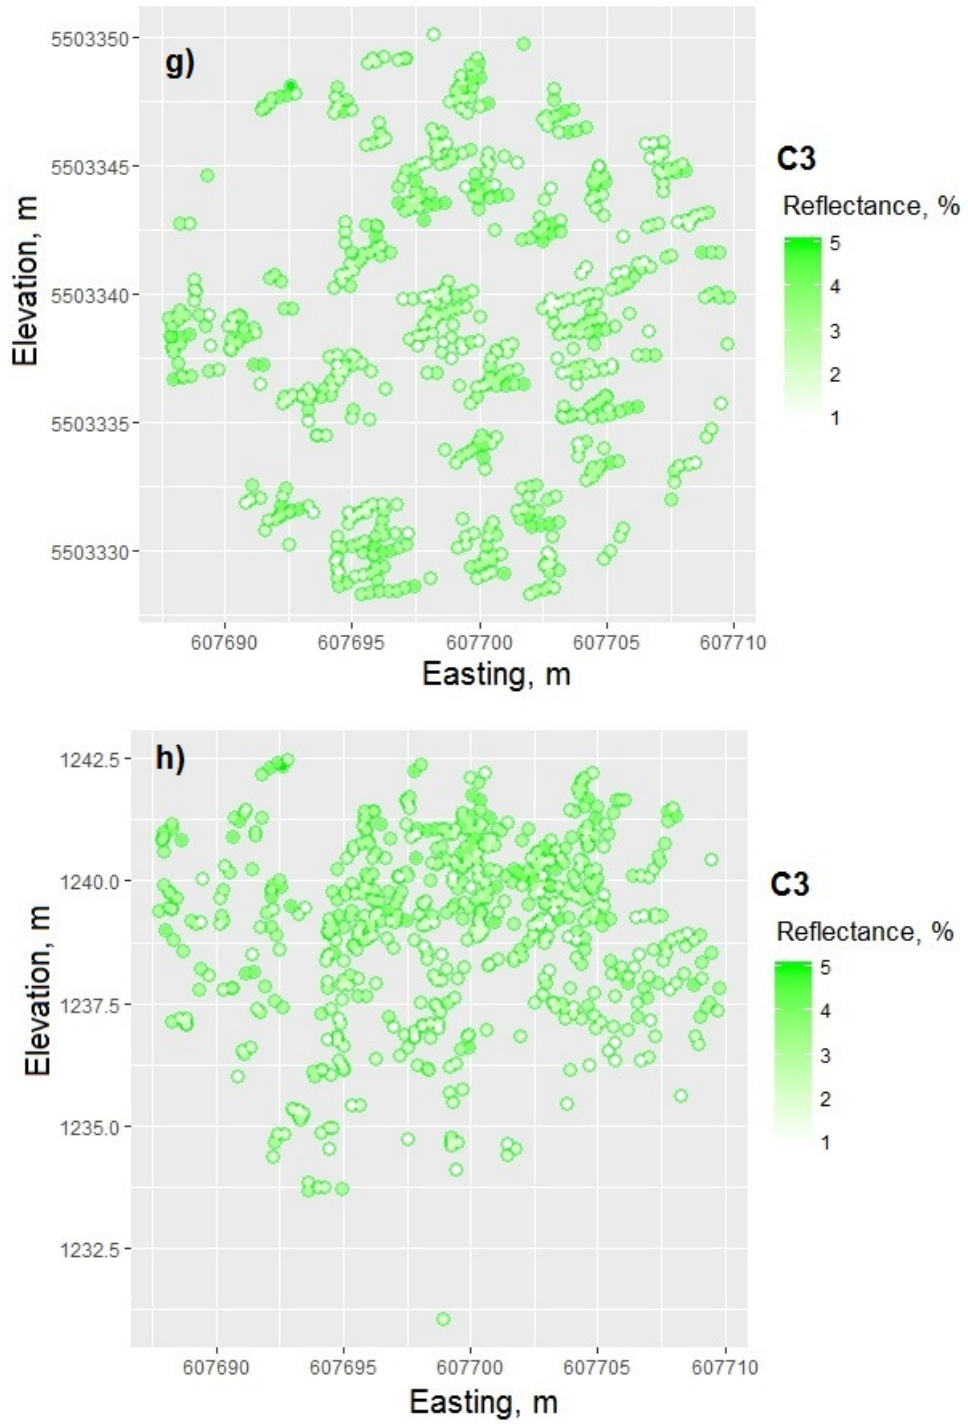 g)
5503350
5503345
5503340
5503335
5503330
Elevation, m
607690 607695 607700 607705 607710
Easting, m
C3
Reflectance, %
5
4
3
2
1
h)
1242.5
1240.0
1237.5
1235.0
1232.5
Elevation, m
607690 607695 607700 607705 607710
Easting, m
C3
Reflectance, %
5
4
3
2
1